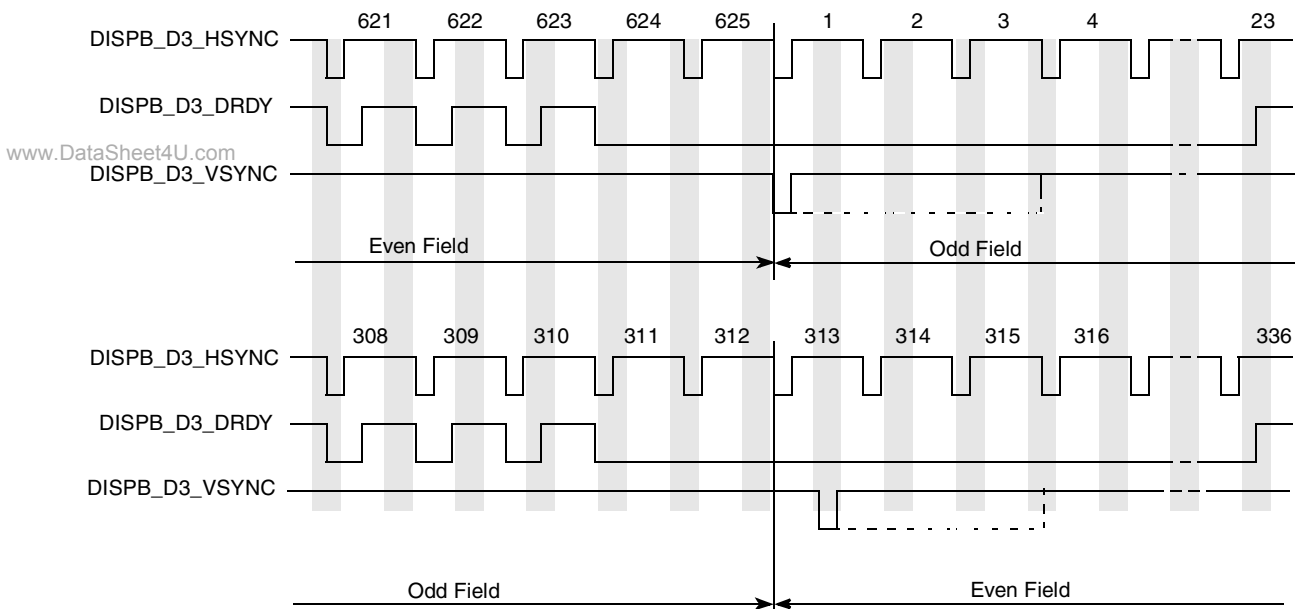 621 622 623 624 625 1 2 3 4 23
DISPB_D3_HSYNC
DISPB_D3_DRDY
www.DataSheet4U.com
DISPB_D3_VSYNC
Even Field Odd Field
308 309 310 311 312 313 314 315 316 336
DISPB_D3_HSYNC
DISPB_D3_DRDY
DISPB_D3_VSYNC
Odd Field Even Field